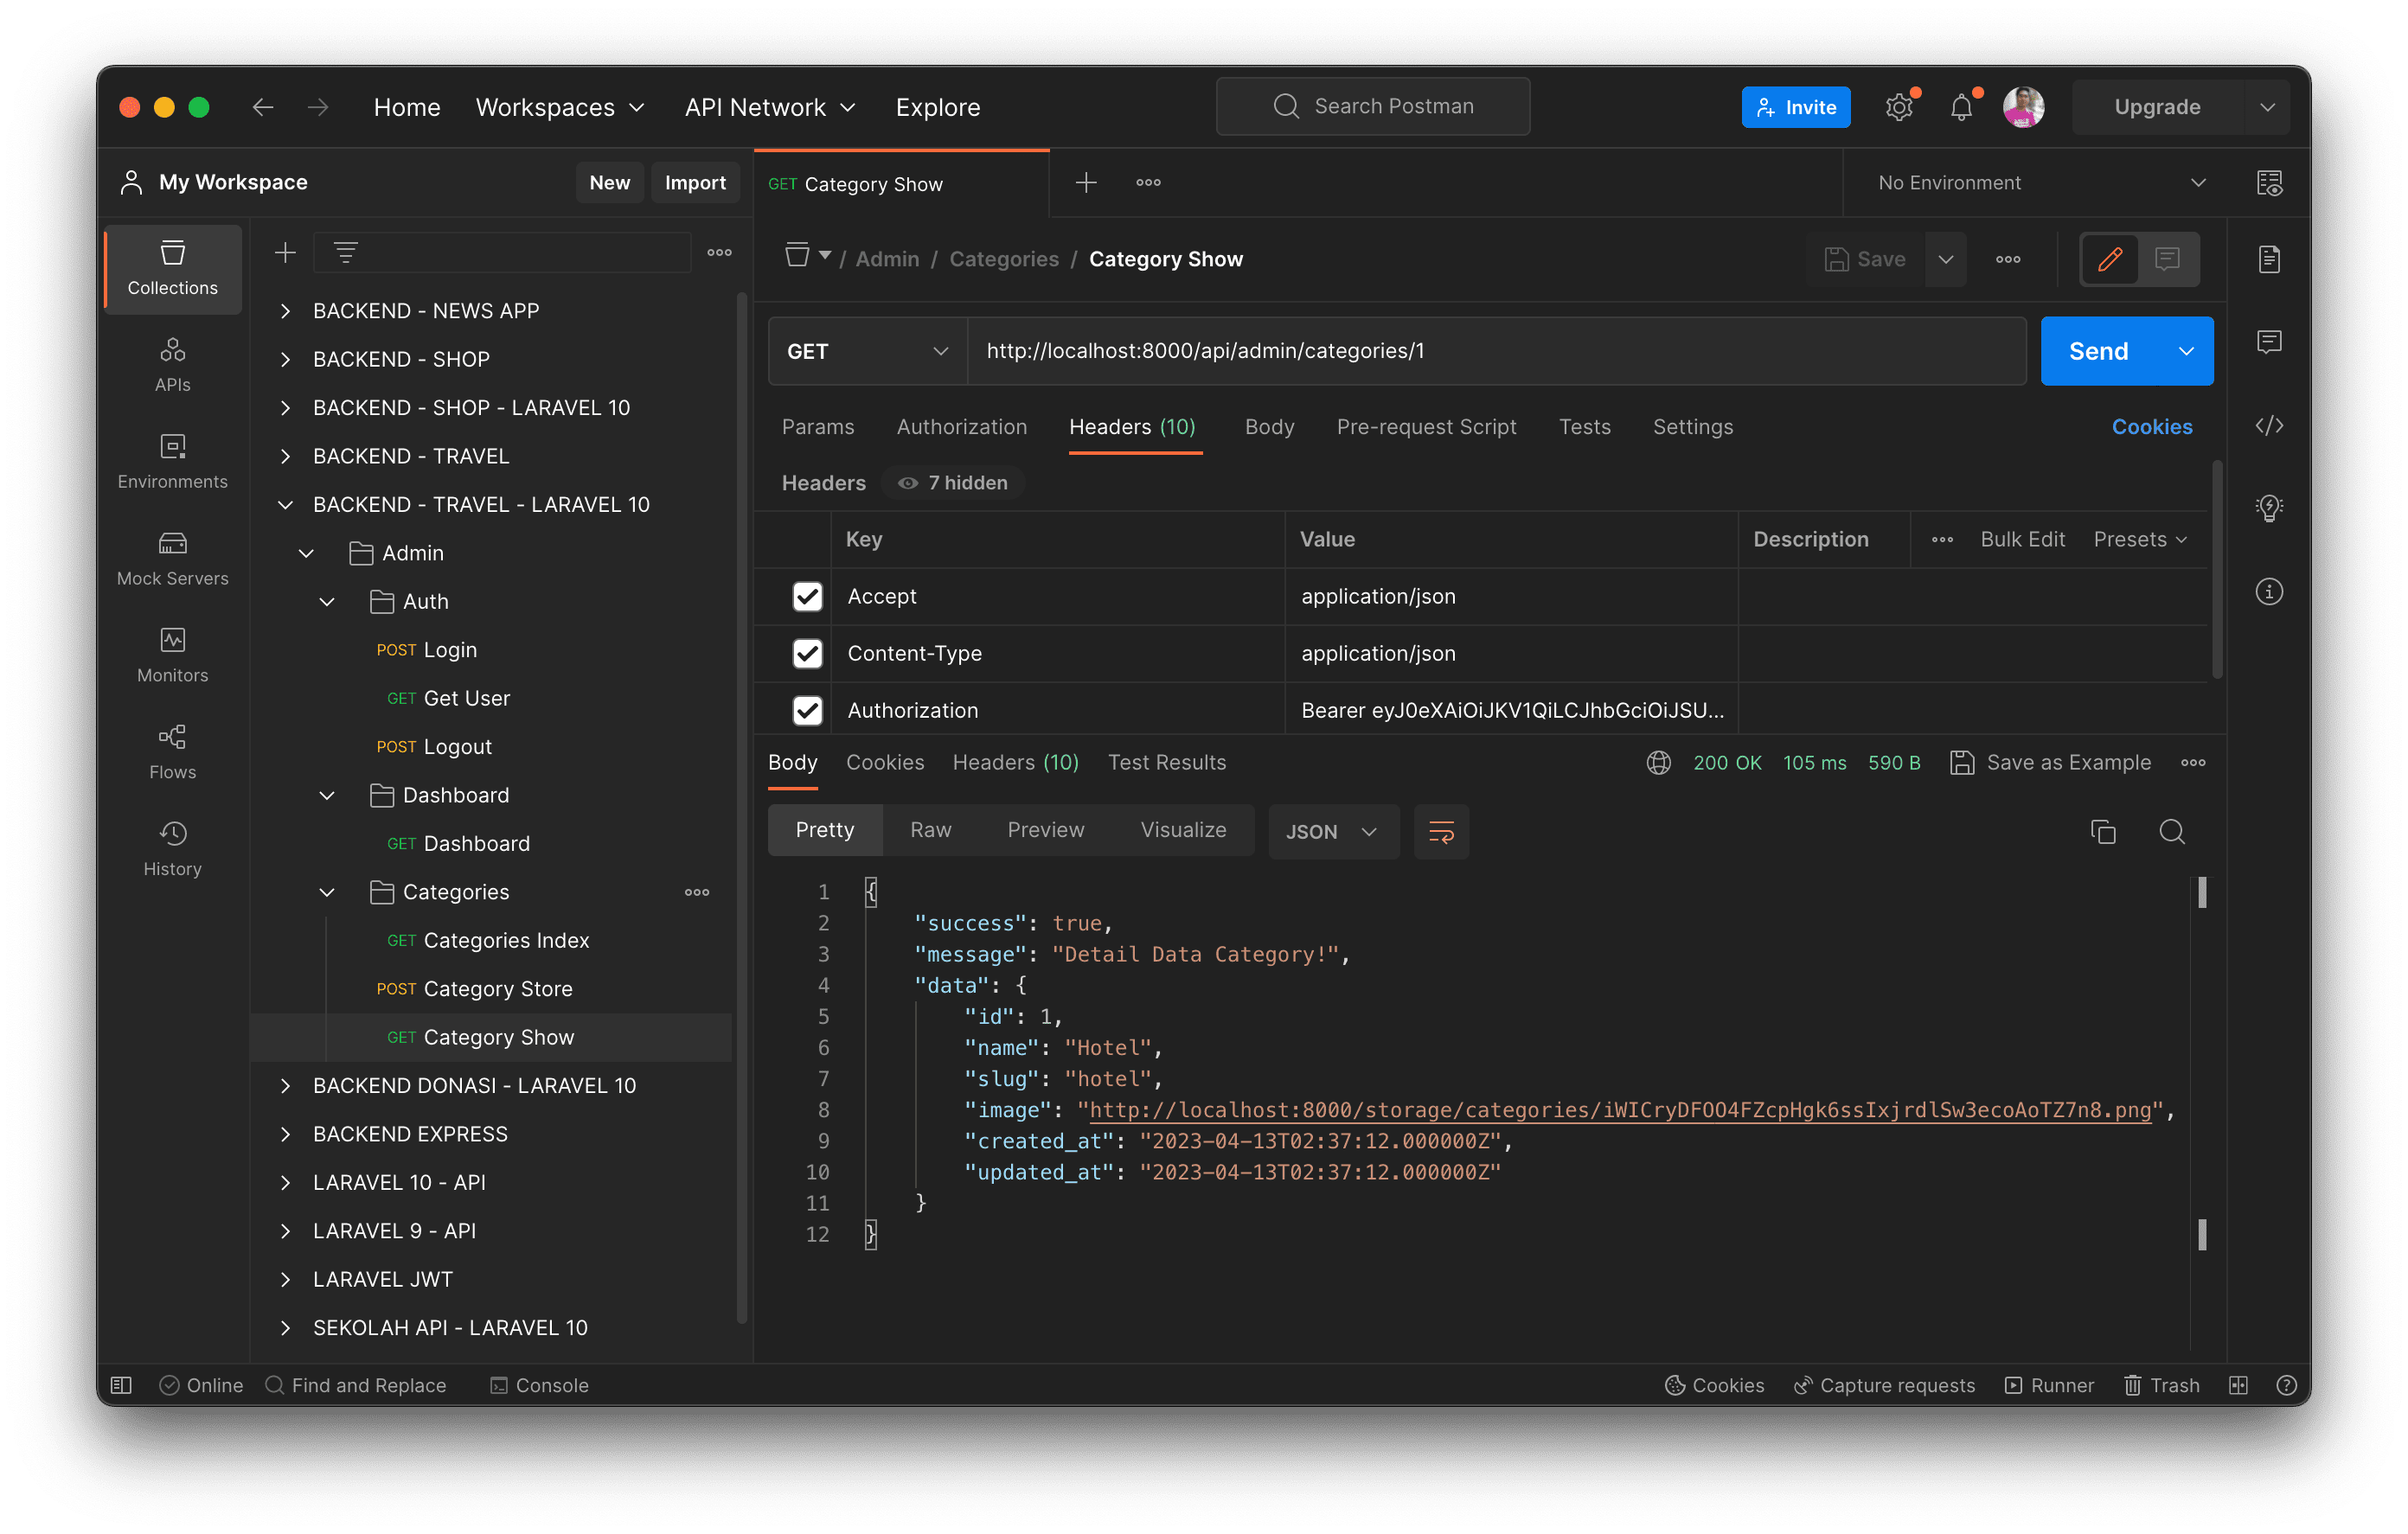 Home Workspaces API Network Explore Search Postman Invite Upgrade
My Workspace New Import
GET Category Show
No Environment
Collections
APIs
Environments
Mock Servers
Monitors
Flows
History
BACKEND - NEWS APP
BACKEND - SHOP
BACKEND - SHOP - LARAVEL 10
BACKEND - TRAVEL
BACKEND - TRAVEL - LARAVEL 10
Admin
Auth
POST Login
GET Get User
POST Logout
Dashboard
GET Dashboard
Categories
GET Categories Index
POST Category Store
GET Category Show
BACKEND DONASI - LARAVEL 10
BACKEND EXPRESS
LARAVEL 10 - API
LARAVEL 9 - API
LARAVEL JWT
SEKOLAH API - LARAVEL 10
/ Admin / Categories / Category Show Save
GET http://localhost:8000/api/admin/categories/1 Send
Params Authorization Headers (10) Body Pre-request Script Tests Settings Cookies
Headers 7 hidden
Key Value Description Bulk Edit Presets
Accept application/json
Content-Type application/json
Authorization Bearer eyJ0eXAiOiJKV1QiLCJhbGciOiJSU...
Body Cookies Headers (10) Test Results 200 OK 105 ms 590 B Save as Example
Pretty Raw Preview Visualize JSON
1 {
2 "success": true,
3 "message": "Detail Data Category!",
4 "data": {
5 "id": 1,
6 "name": "Hotel",
7 "slug": "hotel",
8 "image": "http://localhost:8000/storage/categories/iWICryDFOO4FZcpHgk6ssIxjrdlSw3ecoAoTZ7n8.png",
9 "created_at": "2023-04-13T02:37:12.000000Z",
10 "updated_at": "2023-04-13T02:37:12.000000Z"
11 }
12 }
Online Find and Replace Console Cookies Capture requests Runner Trash